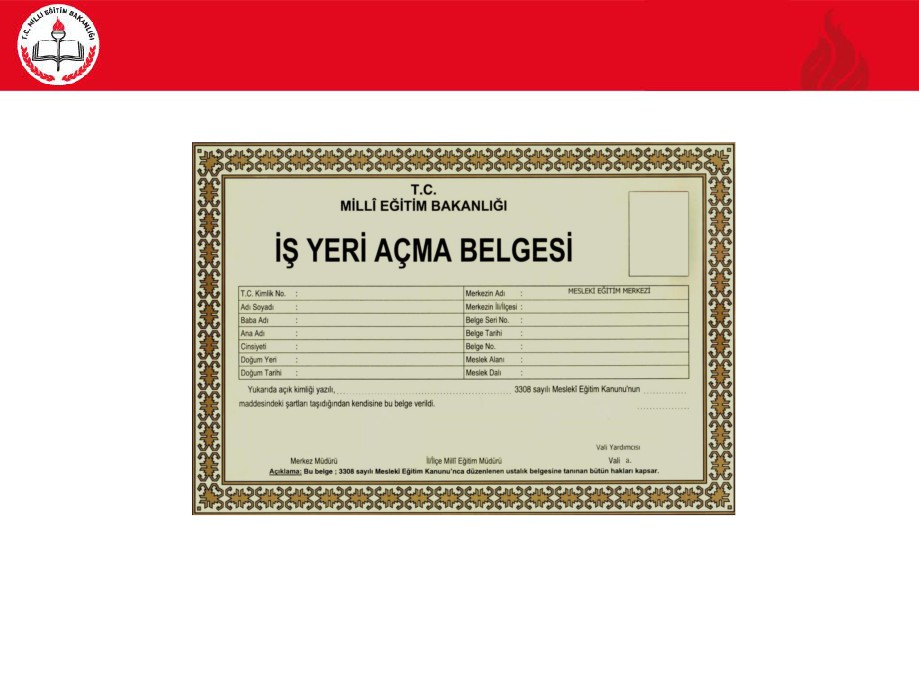 T.C. MİLLİ EĞİTİM BAKANLIĞI
T.C.
MİLLÎ EĞİTİM BAKANLIĞI
İŞ YERİ AÇMA BELGESİ
T.C. Kimlik No. : Merkezin Adı : MESLEKİ EĞİTİM MERKEZİ
Adı Soyadı : Merkezin İli/İlçesi :
Baba Adı : Belge Seri No. :
Ana Adı : Belge Tarihi :
Cinsiyeti : Belge No. :
Doğum Yeri : Meslek Alanı :
Doğum Tarihi : Meslek Dalı :
Yukarıda açık kimliği yazılı, 3308 sayılı Meslekî Eğitim Kanunu'nun
maddesindeki şartları taşıdığından kendisine bu belge verildi.
Vali Yardımcısı
Merkez Müdürü İl/İlçe Millî Eğitim Müdürü Vali a.
Açıklama: Bu belge ; 3308 sayılı Meslekî Eğitim Kanunu'nca düzenlenen ustalık belgesine tanınan bütün hakları kapsar.